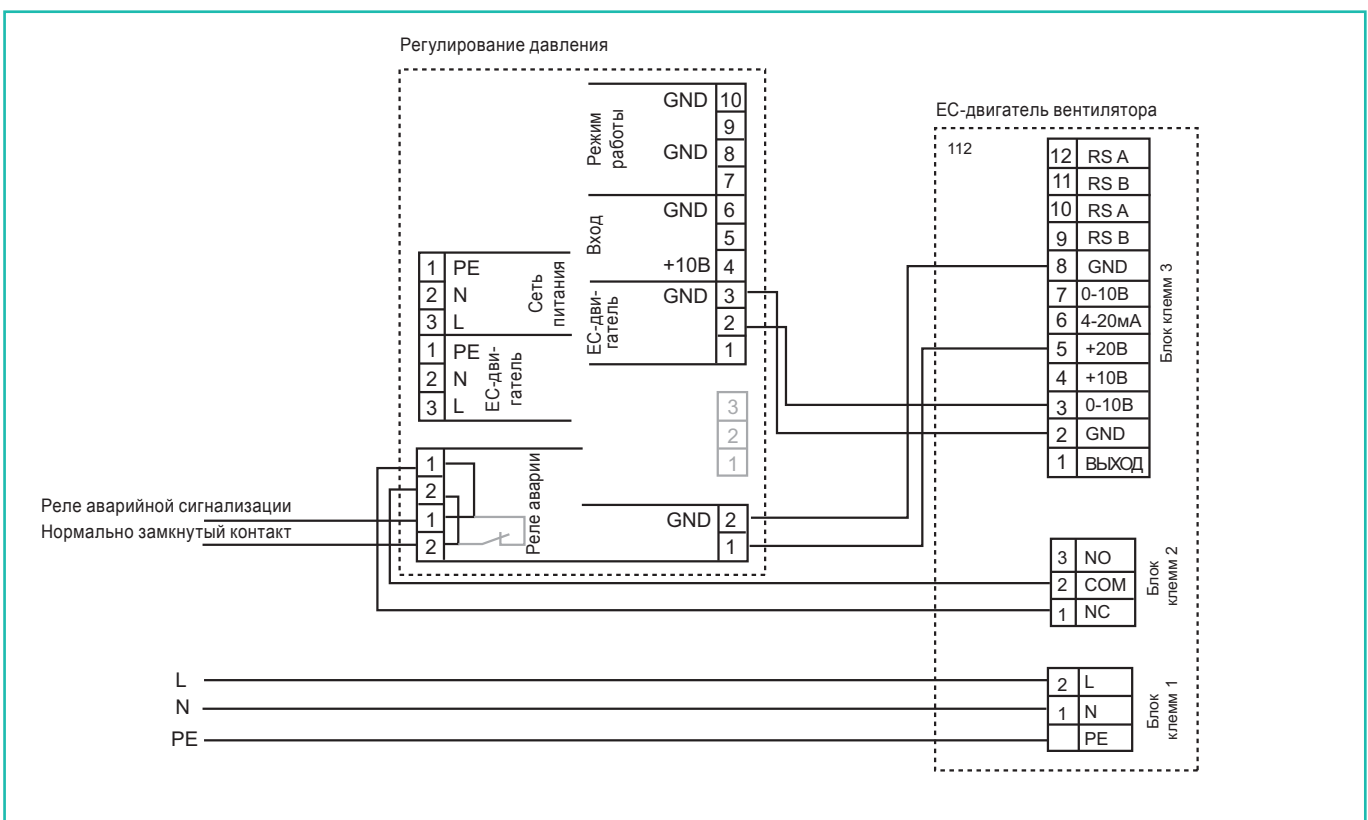 Регулирование давления
GND 10
9
GND 8
7
Режим
работы
GND 6
5
+10В 4
Вход
GND 3
2
1
ЕС-дви-
гатель
1 PE
2 N
3 L
Сеть
питания
1 PE
2 N
3 L
ЕС-дви-
гатель
3
2
1
1
2
1
2
Реле аварии
GND 2
1
Реле аварийной сигнализации
Нормально замкнутый контакт
L
N
PE
ЕС-двигатель вентилятора
112
12 RS A
11 RS B
10 RS A
9 RS B
8 GND
7 0-10В
6 4-20мА
5 +20В
4 +10В
3 0-10В
2 GND
1 ВЫХОД
Блок клемм 3
3 NO
2 COM
1 NC
Блок
клемм 2
2 L
1 N
PE
Блок
клемм 1